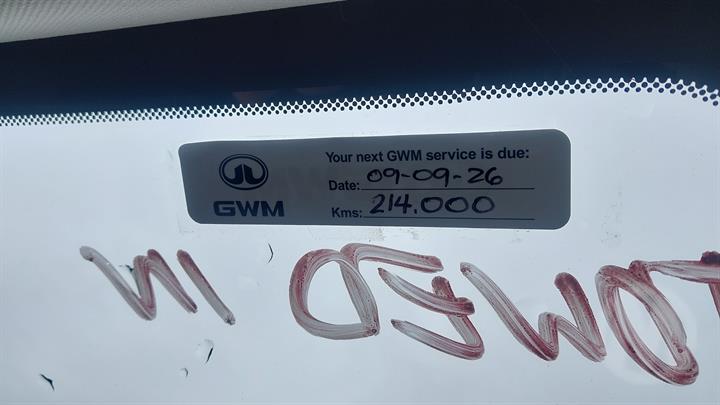 Your next GWM service is due:
Date: 09-09-26
GWM
Kms: 214.000
TOWED IN